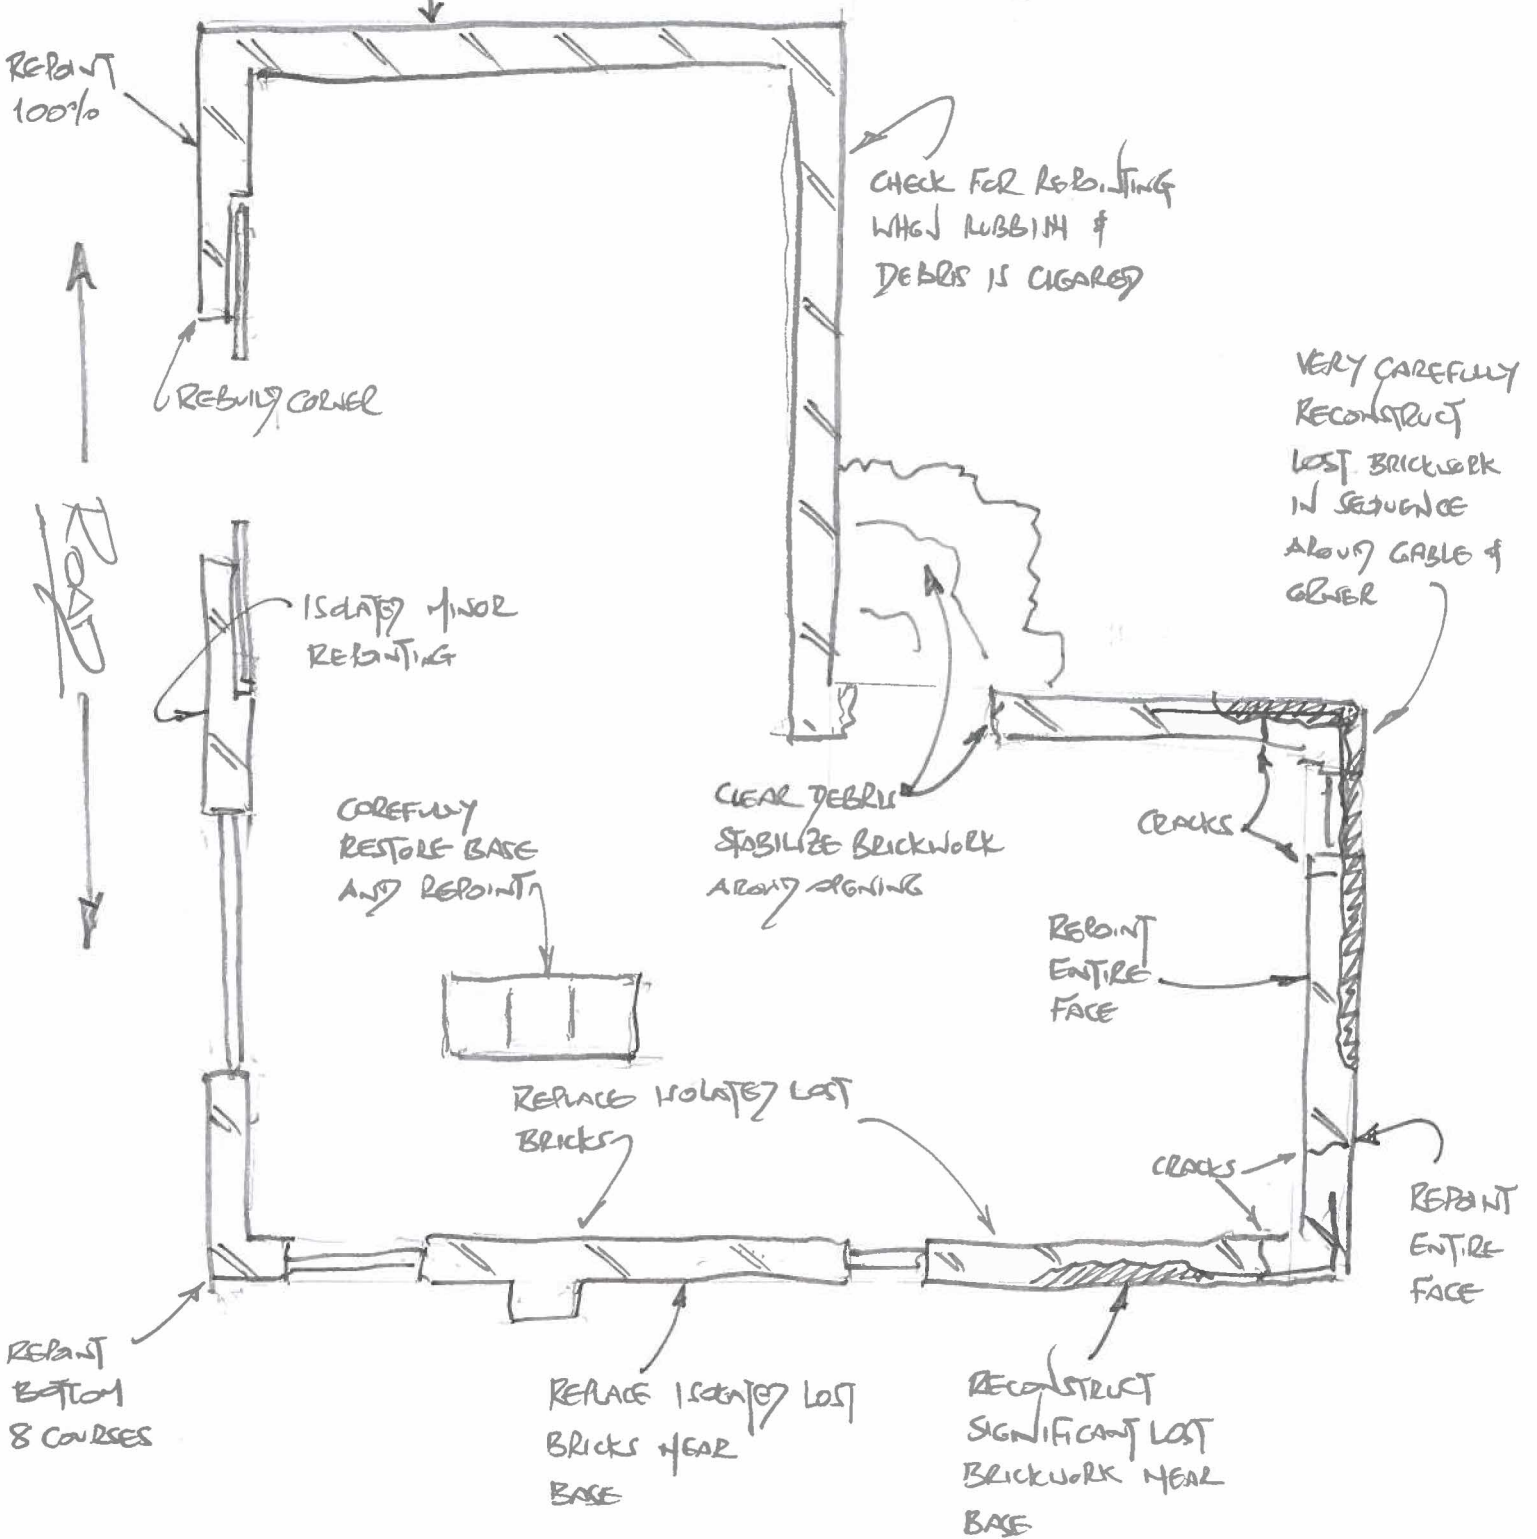 REPOINT
100%
CHECK FOR REPOINTING
WHEN RUBBISH &
DEBRIS IS CLEARED
REBUILD CORNER
VERY CAREFULLY
RECONSTRUCT
LOST BRICKWORK
IN SEQUENCE
AROUND GABLE &
CORNER
ROAD
ISOLATED MINOR
REPOINTING
CAREFULLY
RESTORE BASE
AND REPOINT
CLEAR DEBRIS
STABILIZE BRICKWORK
AROUND OPENING
CRACKS
REPOINT
ENTIRE
FACE
REPLACE ISOLATED LOST
BRICKS
CRACKS
REPOINT
ENTIRE
FACE
REPOINT
BOTTOM
8 COURSES
REPLACE ISOLATED LOST
BRICKS NEAR
BASE
RECONSTRUCT
SIGNIFICANT LOST
BRICKWORK NEAR
BASE